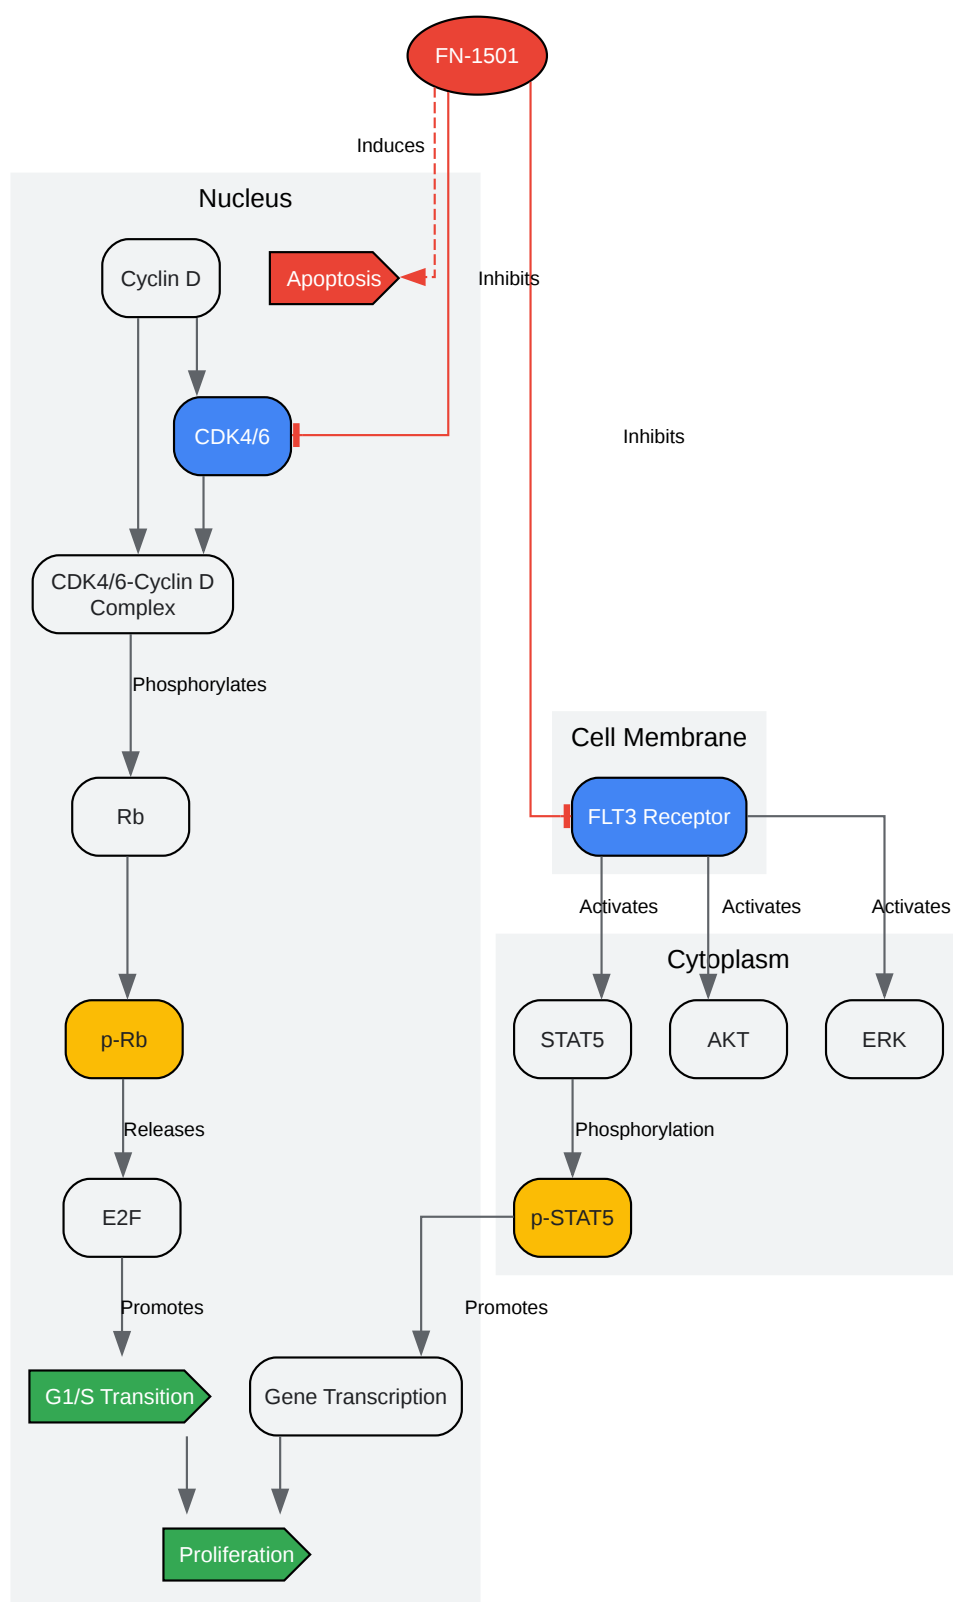 FN-1501
Induces
Nucleus
Cyclin D
Apoptosis
Inhibits
CDK4/6
Inhibits
CDK4/6-Cyclin D
Complex
Phosphorylates
Cell Membrane
Rb
FLT3 Receptor
Activates
Activates
Activates
Cytoplasm
p-Rb
STAT5
AKT
ERK
Releases
Phosphorylation
E2F
p-STAT5
Promotes
Promotes
G1/S Transition
Gene Transcription
Proliferation